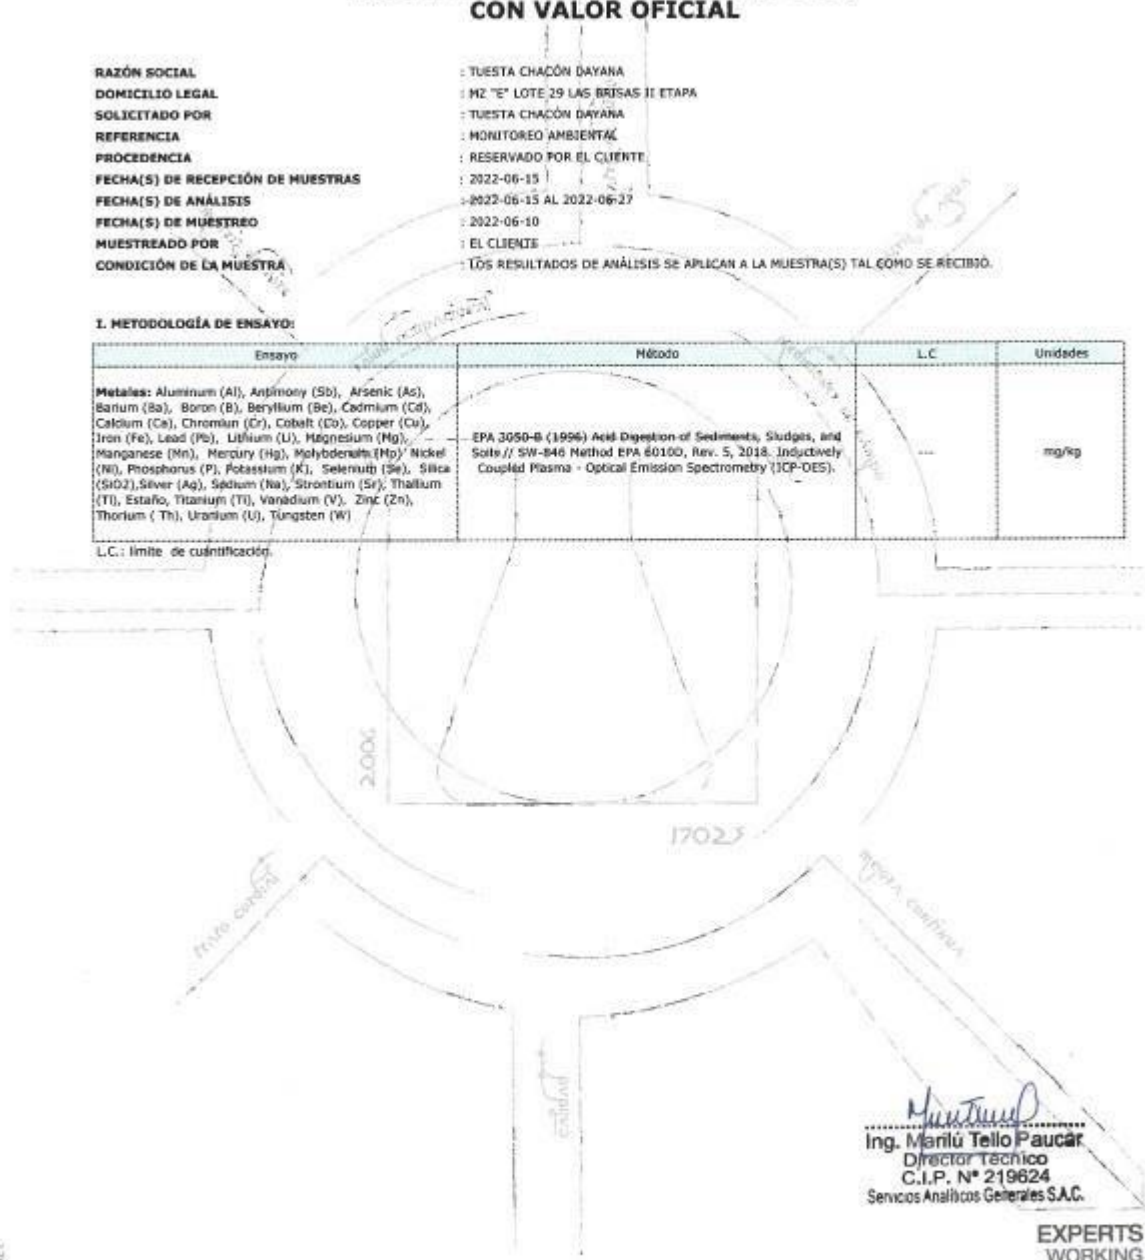 CON VALOR OFICIAL
RAZÓN SOCIAL : TUESTA CHACÓN DAYANA
DOMICILIO LEGAL : MZ "E" LOTE 29 LAS BRISAS II ETAPA
SOLICITADO POR : TUESTA CHACÓN DAYANA
REFERENCIA : MONITOREO AMBIENTAL
PROCEDENCIA : RESERVADO POR EL CLIENTE
FECHA(S) DE RECEPCIÓN DE MUESTRAS : 2022-06-15
FECHA(S) DE ANÁLISIS : 2022-06-15 AL 2022-06-27
FECHA(S) DE MUESTREO : 2022-06-10
MUESTREADO POR : EL CLIENTE
CONDICIÓN DE LA MUESTRA : LOS RESULTADOS DE ANÁLISIS SE APLICAN A LA MUESTRA(S) TAL COMO SE RECIBIÓ.
I. METODOLOGÍA DE ENSAYO:
Ensayo Método L.C Unidades
Metales: Aluminum (Al), Antimony (Sb), Arsenic (As),
Barium (Ba), Boron (B), Beryllium (Be), Cadmium (Cd),
Calcium (Ca), Chromiun (Cr), Cobalt (Co), Copper (Cu),
Iron (Fe), Lead (Pb), Lithium (Li), Magnesium (Mg),
Manganese (Mn), Mercury (Hg), Molybdenum (Mo) Nickel
(Ni), Phosphorus (P), Potassium (K), Selenium (Se), Silica
(SiO2),Silver (Ag), Sodium (Na), Strontium (Sr), Thallium
(Tl), Estaño, Titanium (Ti), Vanadium (V), Zinc (Zn),
Thorium ( Th), Uranium (U), Tungsten (W)
EPA 3050-B (1996) Acid Digestion of Sediments, Sludges, and
Soils // SW-846 Method EPA 6010D, Rev. 5, 2018. Inductively
Coupled Plasma - Optical Emission Spectrometry (ICP-OES).
---
mg/kg
L.C.: límite de cuantificación.
2006
17025
TRATO CORDIAL
MEJORA CONTINUA
CALIDAD
Ing. Marilú Tello Paucar
Director Técnico
C.I.P. N° 219624
Servicios Analíticos Generales S.A.C.
EXPERTS
WORKING